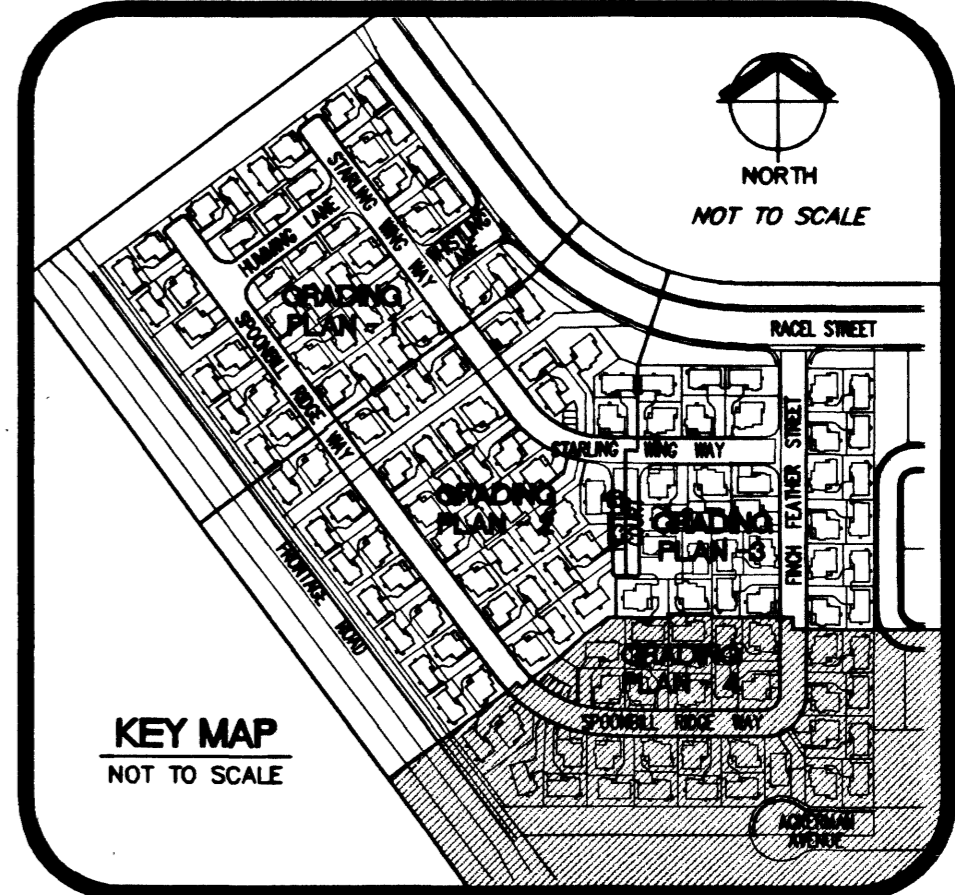 NORTH
NOT TO SCALE
STARLING WING WAY
HUMMING LANE
WHISTLING
LANE
GRADING
PLAN - 1
RACEL STREET
SPOONBILL RIDGE WAY
STARLING WING WAY
FINCH FEATHER STREET
GRADING
PLAN - 2
GRADING
PLAN -3
FRONTAGE ROAD
GRADING
PLAN - 4
SPOONBILL RIDGE WAY
KEY MAP
NOT TO SCALE
ACKERMAN
AVENUE